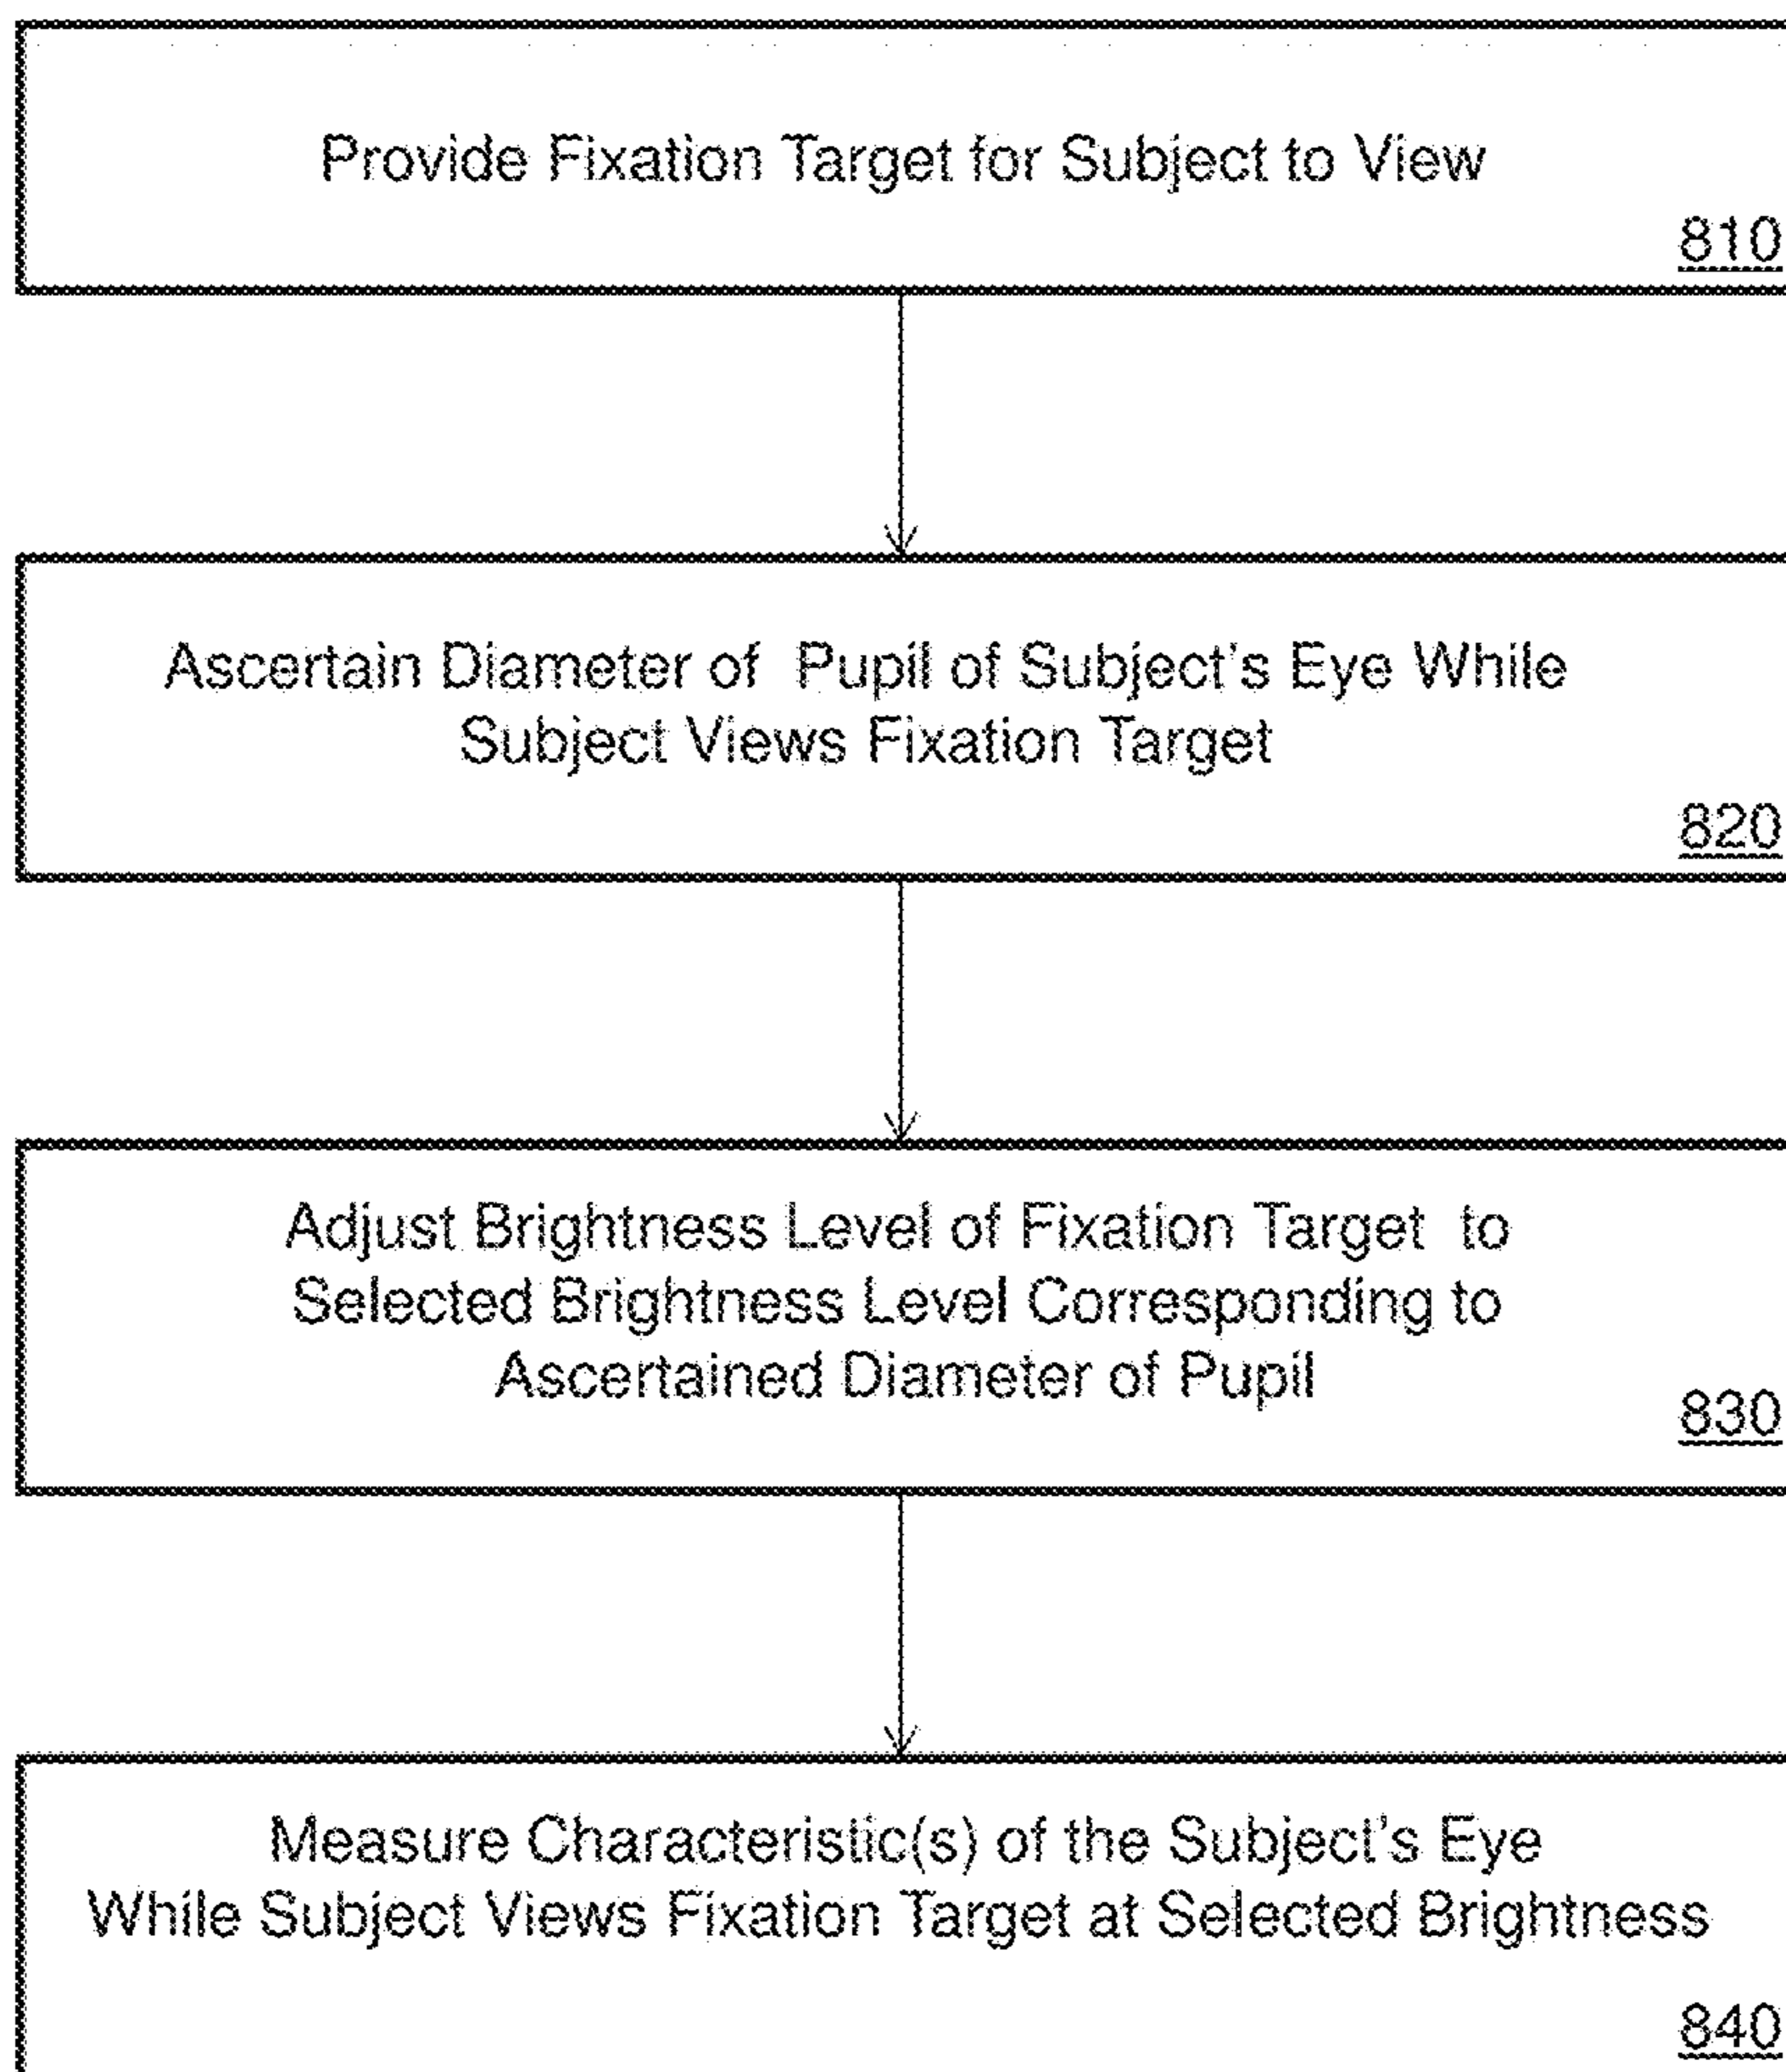 Provide Fixation Target for Subject to View
810
Ascertain Diameter of Pupil of Subject's Eye While
Subject Views Fixation Target
820
Adjust Brightness Level of Fixation Target to
Selected Brightness Level Corresponding to
Ascertained Diameter of Pupil
830
Measure Characteristic(s) of the Subject's Eye
While Subject Views Fixation Target at Selected Brightness
840